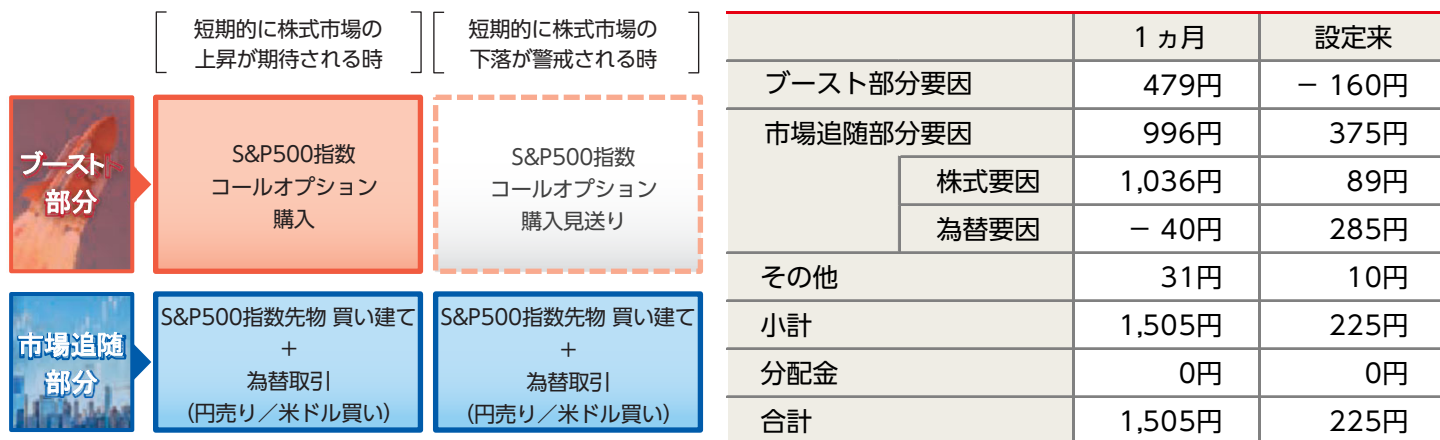 短期的に株式市場の
上昇が期待される時
短期的に株式市場の
下落が警戒される時
ブースト
部分
S&P500指数
コールオプション
購入
S&P500指数
コールオプション
購入見送り
市場追随
部分
S&P500指数先物 買い建て
+
為替取引
（円売り／米ドル買い）
S&P500指数先物 買い建て
+
為替取引
（円売り／米ドル買い）
1 ヵ月 設定来
ブースト部分要因 479円 − 160円
市場追随部分要因 996円 375円
株式要因 1,036円 89円
為替要因 − 40円 285円
その他 31円 10円
小計 1,505円 225円
分配金 0円 0円
合計 1,505円 225円